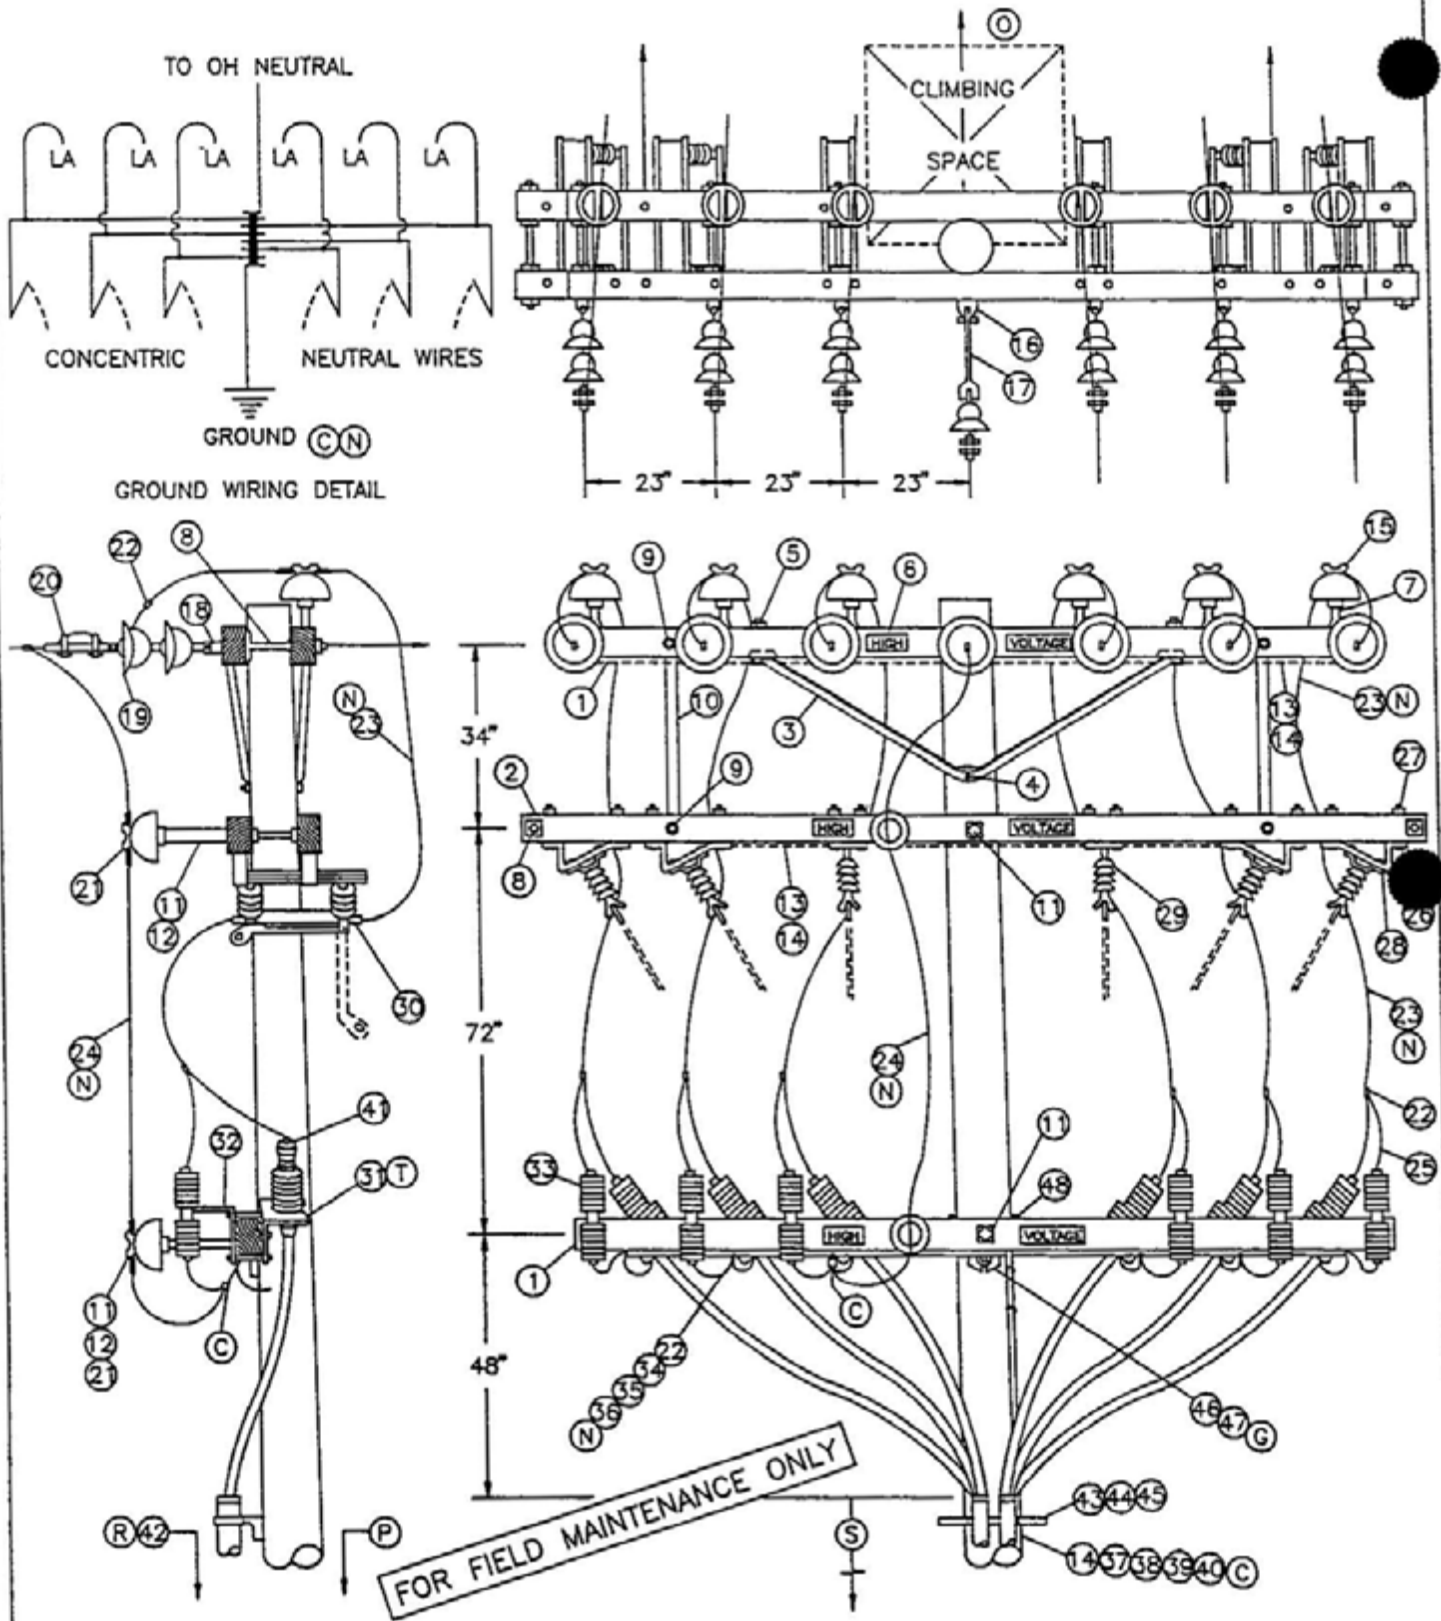 TO OH NEUTRAL
LA LA LA LA LA LA
CONCENTRIC NEUTRAL WIRES
GROUND C N
GROUND WIRING DETAIL
O
CLIMBING
SPACE
16
17
23" 23" 23"
20 22 8 18
19
N
23
21
11
12
24
N
30
41
32
31 T
11
12
21
C
R 42
P
34"
72"
48"
9 5 6 15
7
HIGH VOLTAGE
1
10
3
13
14
23 N
2
9
4
27
HIGH VOLTAGE
8
13
14
11
29
28
26
24
N
23
N
22
11
25
33
48
HIGH VOLTAGE
1
C
N 36 35 34 22
46 47 G
FOR FIELD MAINTENANCE ONLY
S
43 44 45
14 37 38 39 40 C